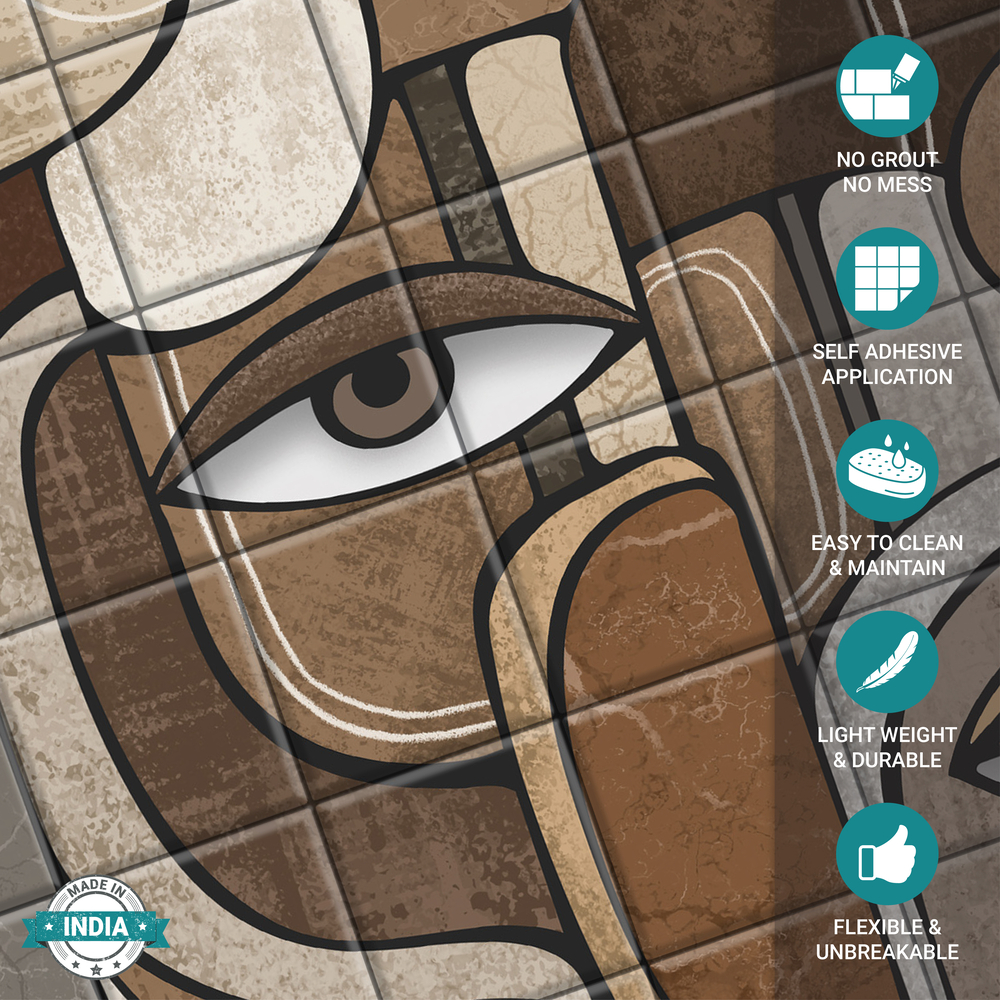 NO GROUT
NO MESS
SELF ADHESIVE
APPLICATION
EASY TO CLEAN
& MAINTAIN
LIGHT WEIGHT
& DURABLE
FLEXIBLE &
UNBREAKABLE
MADE IN
INDIA